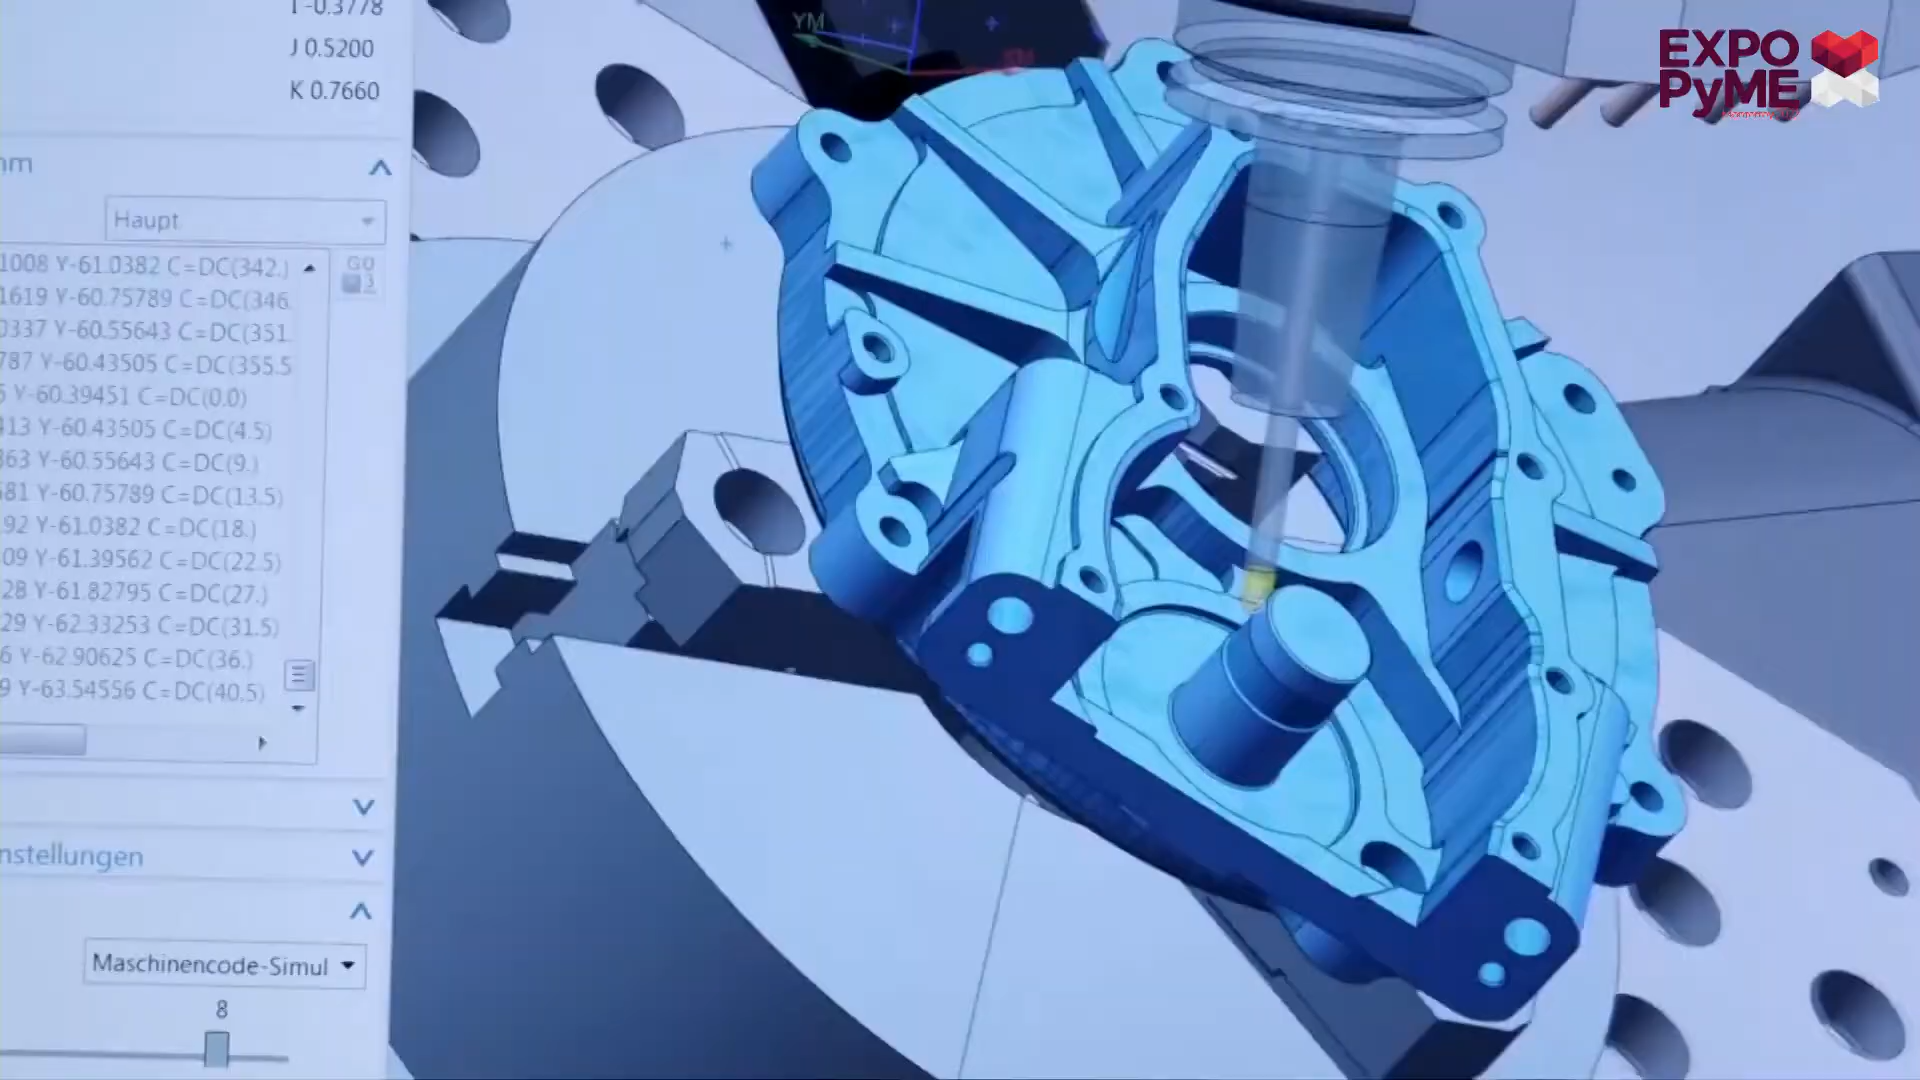 I -0.3778
J 0.5200
K 0.7660
YM
EXPO
PyME
Haupt
1008 Y-61.0382 C=DC(342.)
1619 Y-60.75789 C=DC(346.
0337 Y-60.55643 C=DC(351.
787 Y-60.43505 C=DC(355.5
5 Y-60.39451 C=DC(0.0)
413 Y-60.43505 C=DC(4.5)
363 Y-60.55643 C=DC(9.)
581 Y-60.75789 C=DC(13.5)
92 Y-61.0382 C=DC(18.)
09 Y-61.39562 C=DC(22.5)
28 Y-61.82795 C=DC(27.)
29 Y-62.33253 C=DC(31.5)
6 Y-62.90625 C=DC(36.)
9 Y-63.54556 C=DC(40.5)
nstellungen
Maschinencode-Simul
8